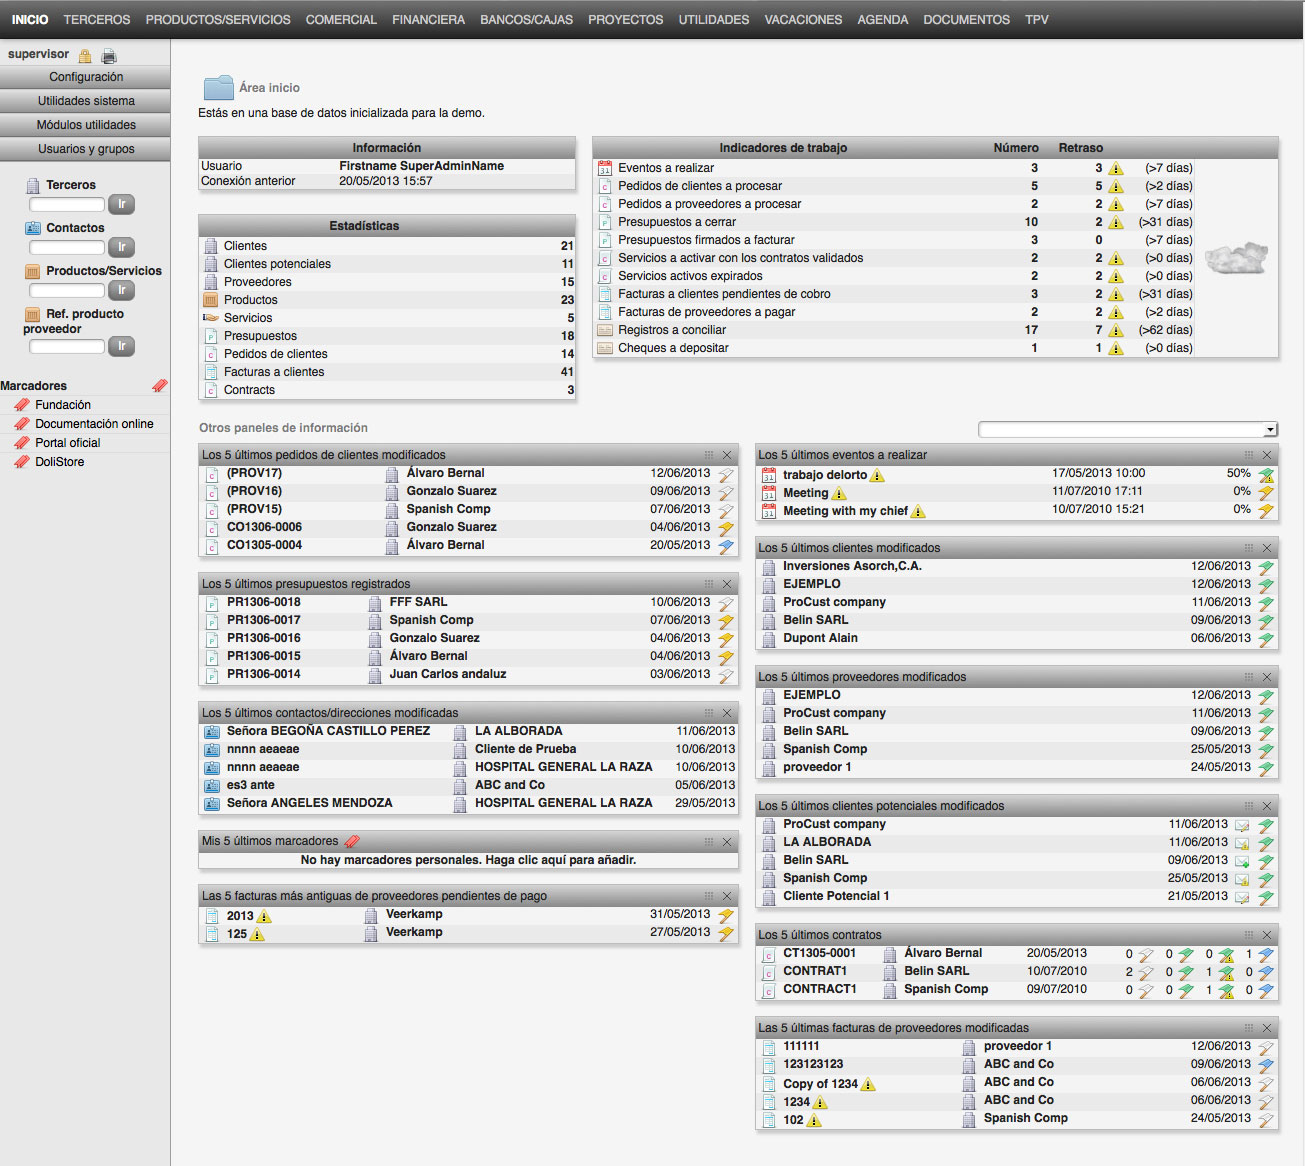 INICIO TERCEROS PRODUCTOS/SERVICIOS COMERCIAL FINANCIERA BANCOS/CAJAS PROYECTOS UTILIDADES VACACIONES AGENDA DOCUMENTOS TPV
supervisor
Configuración
Utilidades sistema
Módulos utilidades
Usuarios y grupos
Terceros
Ir
Contactos
Ir
Productos/Servicios
Ir
Ref. producto
proveedor
Ir
Marcadores
Fundación
Documentación online
Portal oficial
DoliStore
Área inicio
Estás en una base de datos inicializada para la demo.
Información
Usuario Firstname SuperAdminName
Conexión anterior 20/05/2013 15:57
Estadísticas
Clientes 21
Clientes potenciales 11
Proveedores 15
Productos 23
Servicios 5
Presupuestos 18
Pedidos de clientes 14
Facturas a clientes 41
Contracts 3
Indicadores de trabajo Número Retraso
Eventos a realizar 3 3 (>7 días)
Pedidos de clientes a procesar 5 5 (>2 días)
Pedidos a proveedores a procesar 2 2 (>7 días)
Presupuestos a cerrar 10 2 (>31 días)
Presupuestos firmados a facturar 3 0 (>7 días)
Servicios a activar con los contratos validados 2 2 (>0 días)
Servicios activos expirados 2 2 (>0 días)
Facturas a clientes pendientes de cobro 3 2 (>31 días)
Facturas de proveedores a pagar 2 2 (>2 días)
Registros a conciliar 17 7 (>62 días)
Cheques a depositar 1 1 (>0 días)
Otros paneles de información
Los 5 últimos pedidos de clientes modificados
(PROV17) Álvaro Bernal 12/06/2013
(PROV16) Gonzalo Suarez 09/06/2013
(PROV15) Spanish Comp 07/06/2013
CO1306-0006 Gonzalo Suarez 04/06/2013
CO1305-0004 Álvaro Bernal 20/05/2013
Los 5 últimos presupuestos registrados
PR1306-0018 FFF SARL 10/06/2013
PR1306-0017 Spanish Comp 07/06/2013
PR1306-0016 Gonzalo Suarez 04/06/2013
PR1306-0015 Álvaro Bernal 04/06/2013
PR1306-0014 Juan Carlos andaluz 03/06/2013
Los 5 últimos contactos/direcciones modificadas
Señora BEGOÑA CASTILLO PEREZ LA ALBORADA 11/06/2013
nnnn aeaeae Cliente de Prueba 10/06/2013
nnnn aeaeae HOSPITAL GENERAL LA RAZA 10/06/2013
es3 ante ABC and Co 05/06/2013
Señora ANGELES MENDOZA HOSPITAL GENERAL LA RAZA 29/05/2013
Mis 5 últimos marcadores
No hay marcadores personales. Haga clic aquí para añadir.
Las 5 facturas más antiguas de proveedores pendientes de pago
2013 Veerkamp 31/05/2013
125 Veerkamp 27/05/2013
Los 5 últimos eventos a realizar
trabajo delorto 17/05/2013 10:00 50%
Meeting 11/07/2010 17:11 0%
Meeting with my chief 10/07/2010 15:21 0%
Los 5 últimos clientes modificados
Inversiones Asorch,C.A. 12/06/2013
EJEMPLO 12/06/2013
ProCust company 11/06/2013
Belin SARL 09/06/2013
Dupont Alain 06/06/2013
Los 5 últimos proveedores modificados
EJEMPLO 12/06/2013
ProCust company 11/06/2013
Belin SARL 09/06/2013
Spanish Comp 25/05/2013
proveedor 1 24/05/2013
Los 5 últimos clientes potenciales modificados
ProCust company 11/06/2013
LA ALBORADA 11/06/2013
Belin SARL 09/06/2013
Spanish Comp 25/05/2013
Cliente Potencial 1 21/05/2013
Los 5 últimos contratos
CT1305-0001 Álvaro Bernal 20/05/2013 0 0 0 1
CONTRAT1 Belin SARL 10/07/2010 2 0 1 0
CONTRACT1 Spanish Comp 09/07/2010 0 0 1 0
Las 5 últimas facturas de proveedores modificadas
111111 proveedor 1 12/06/2013
123123123 ABC and Co 09/06/2013
Copy of 1234 ABC and Co 06/06/2013
1234 ABC and Co 06/06/2013
102 Spanish Comp 24/05/2013